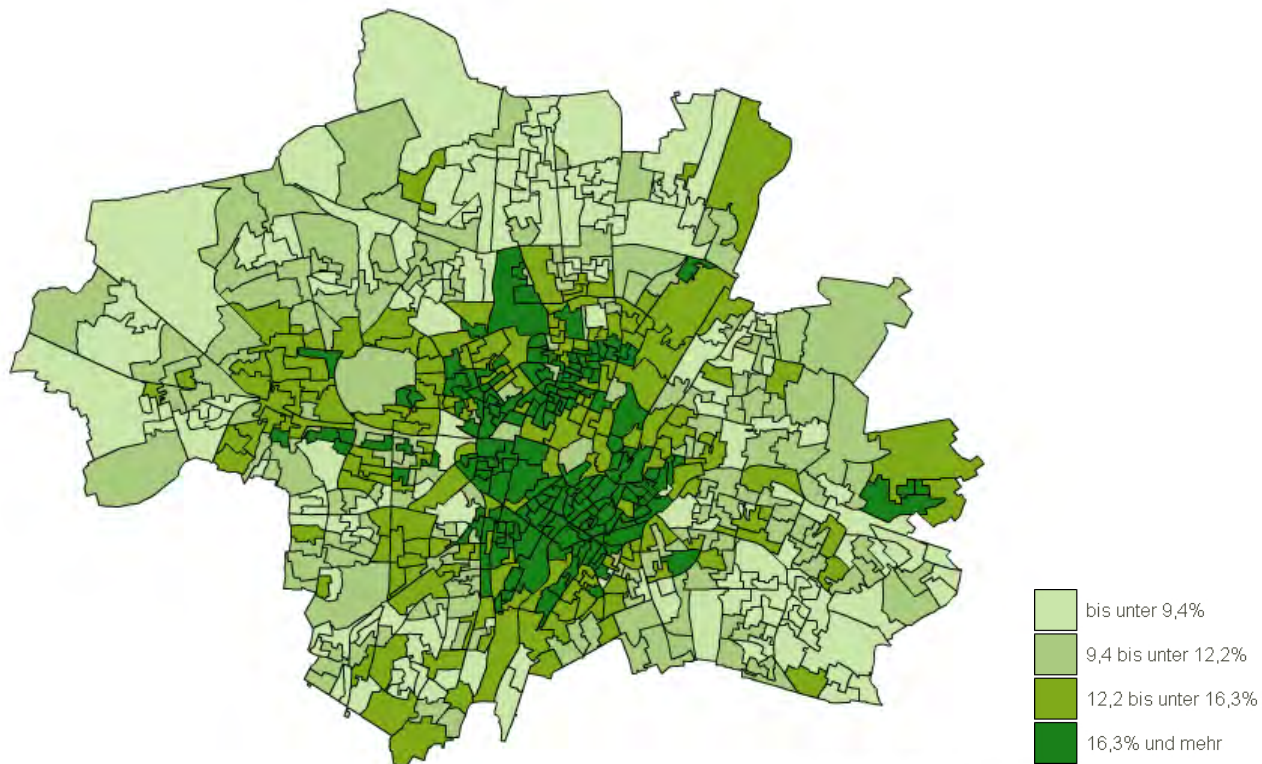 bis unter 9,4%
9,4 bis unter 12,2%
12,2 bis unter 16,3%
16,3% und mehr